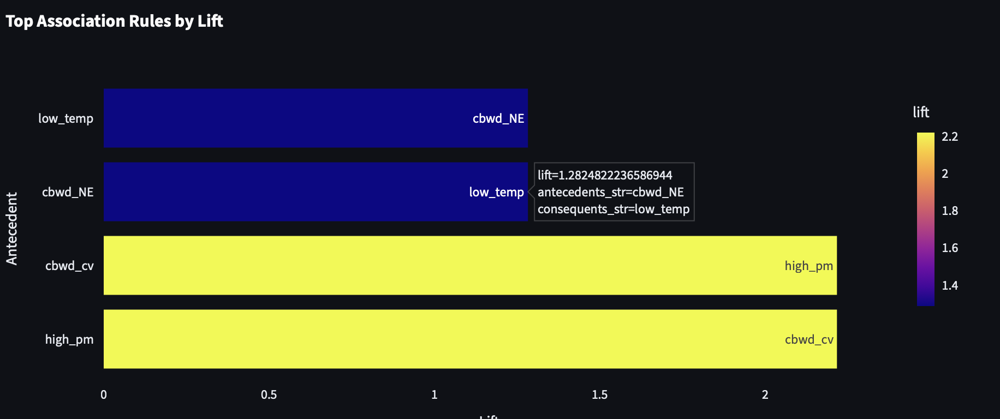 Top Association Rules by Lift
low_temp
cbwd_NE
cbwd_NE
low_temp
lift=1.2824822236586944
antecedents_str=cbwd_NE
consequents_str=low_temp
cbwd_cv
high_pm
high_pm
cbwd_cv
Antecedent
0 0.5 1 1.5 2
Lift
lift
2.2
2
1.8
1.6
1.4